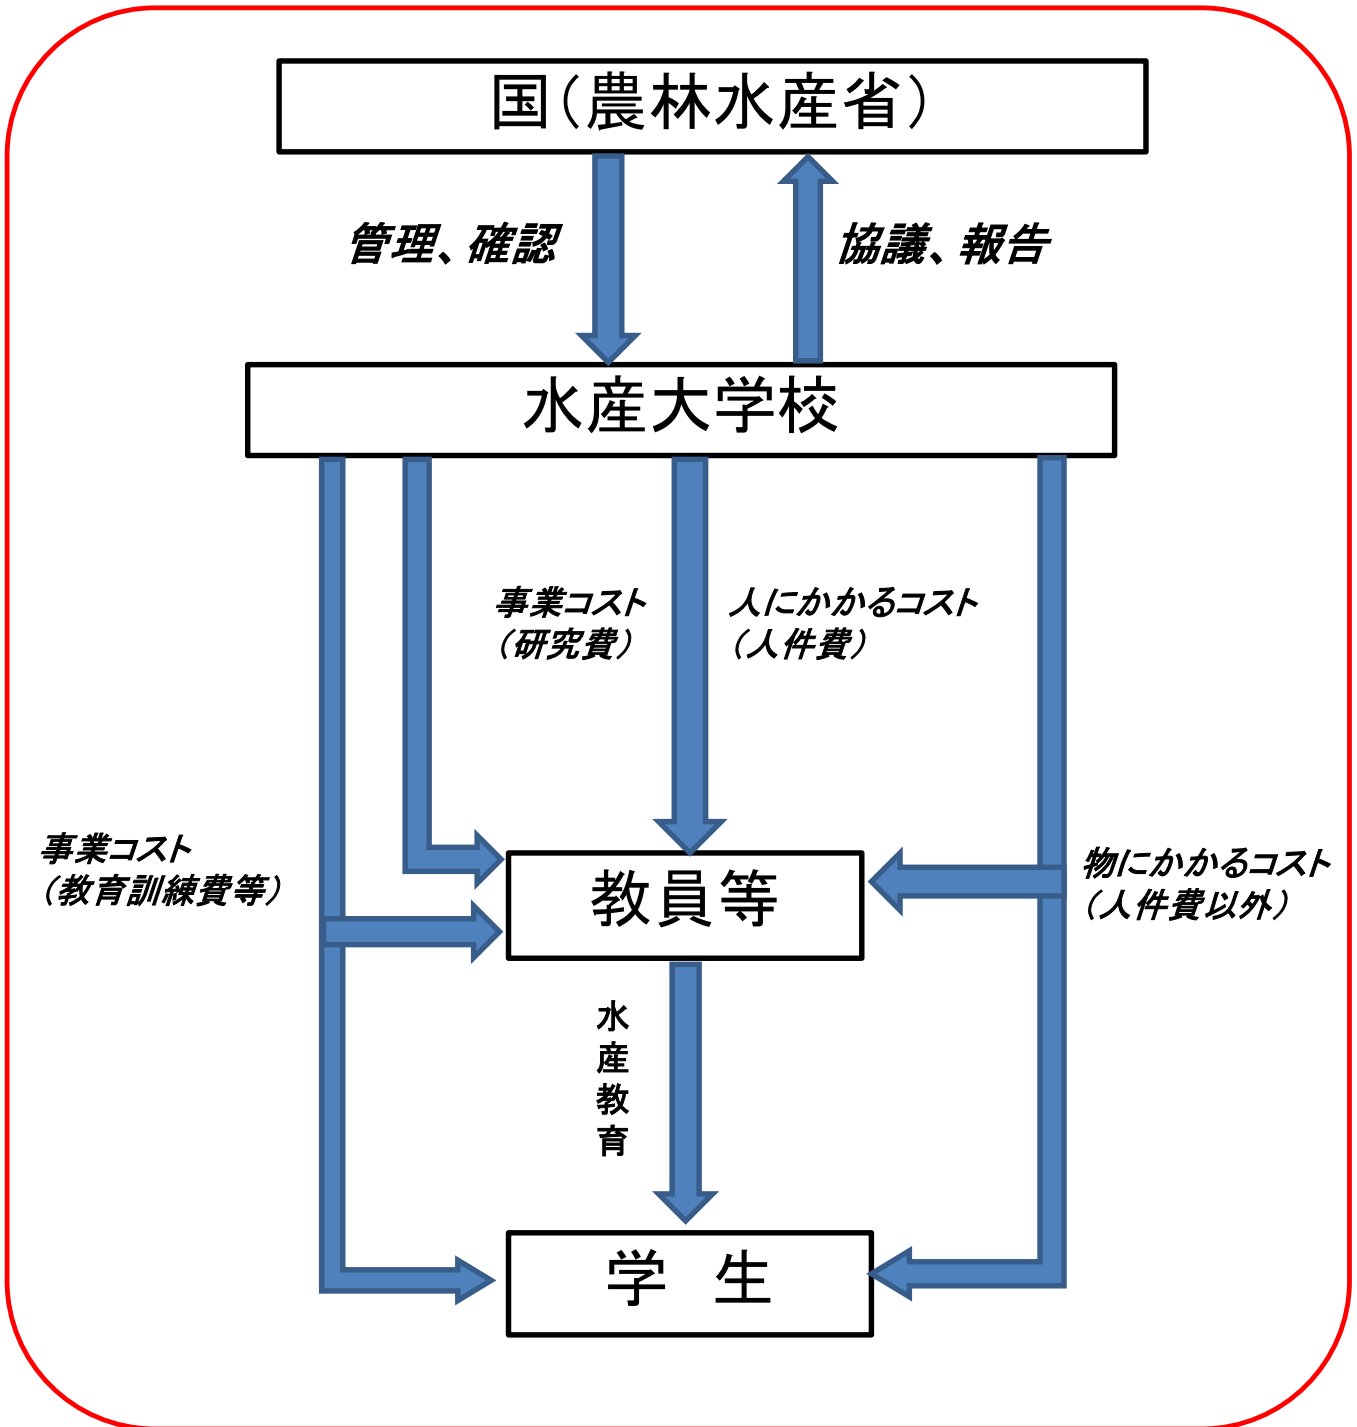 国（農林水産省）
管理、確認
協議、報告
水産大学校
事業コスト
（研究費）
人にかかるコスト
（人件費）
事業コスト
（教育訓練費等）
物にかかるコスト
（人件費以外）
教員等
水産教育
学　生